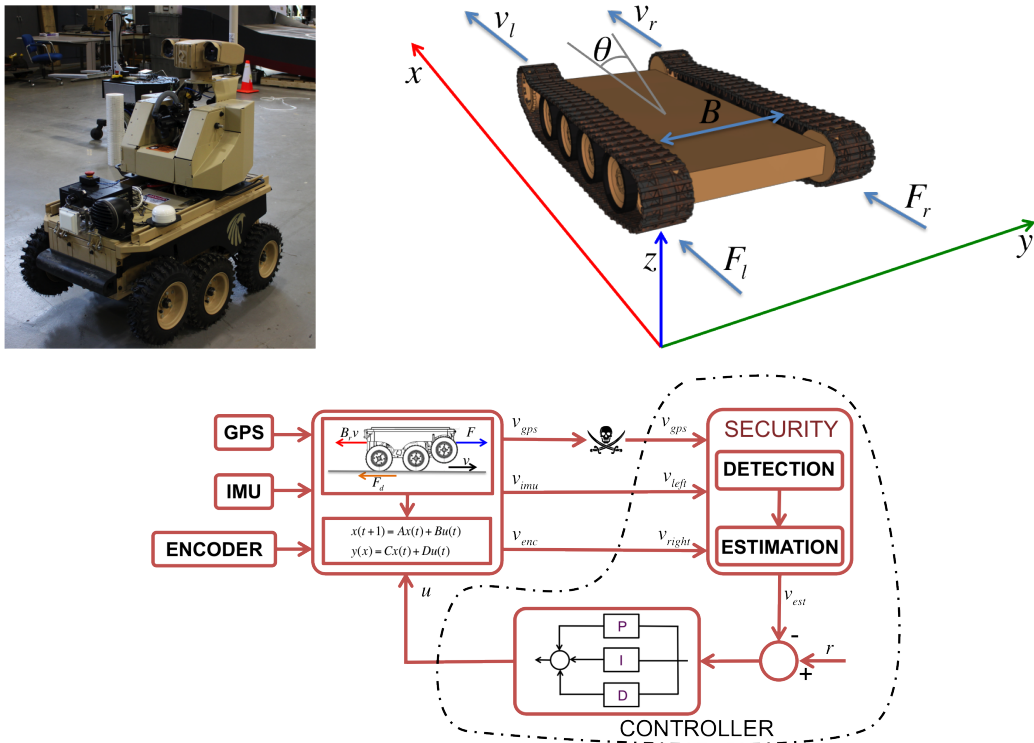 v_l
v_r
x
θ
B
F_r
F_l
z
y
GPS
IMU
ENCODER
B_r v
F
v
F_d
x(t+1) = Ax(t) + Bu(t)
y(x) = Cx(t) + Du(t)
v_gps
v_gps
v_imu
v_left
v_enc
v_right
SECURITY
DETECTION
ESTIMATION
u
v_est
P
I
D
-
+
r
CONTROLLER